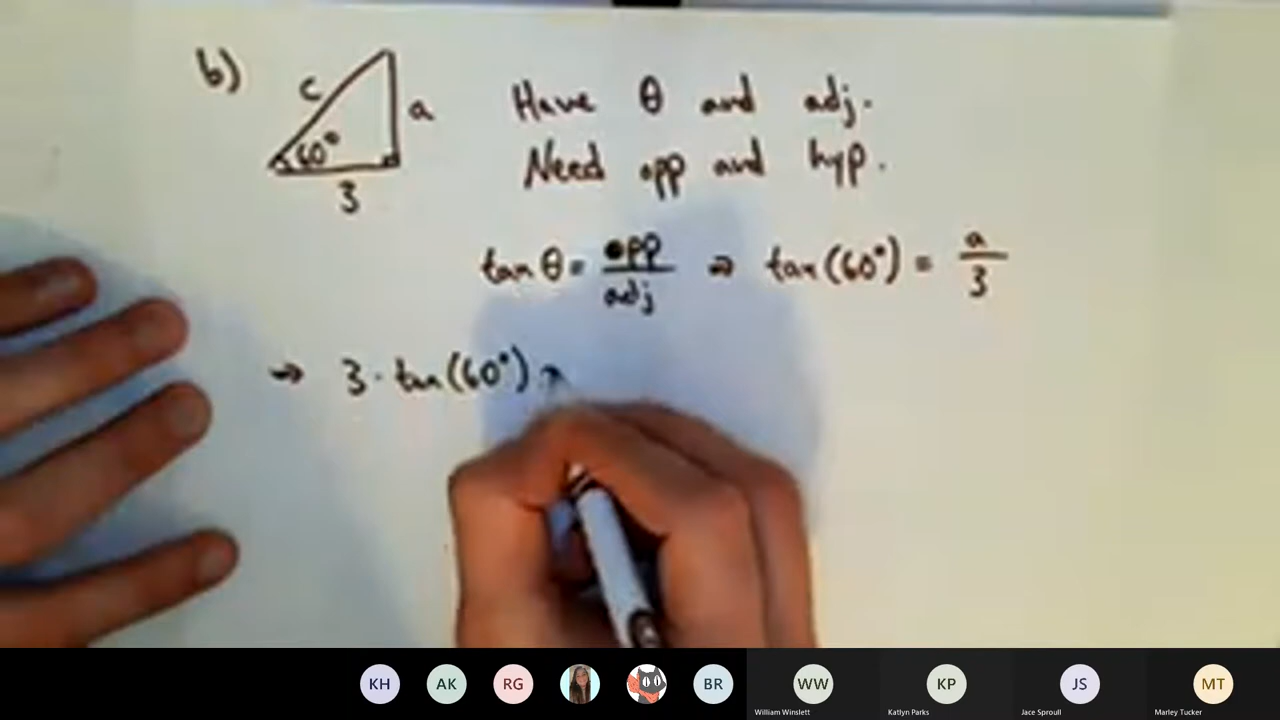 b) c a 60° 3
Have θ and adj.
Need opp and hyp.
tan θ = opp/adj ⇒ tan(60°) = a/3
⇒ 3 · tan(60°) =
KH AK RG BR WW KP JS MT
William Winslett Katlyn Parks Jace Sproull Marley Tucker